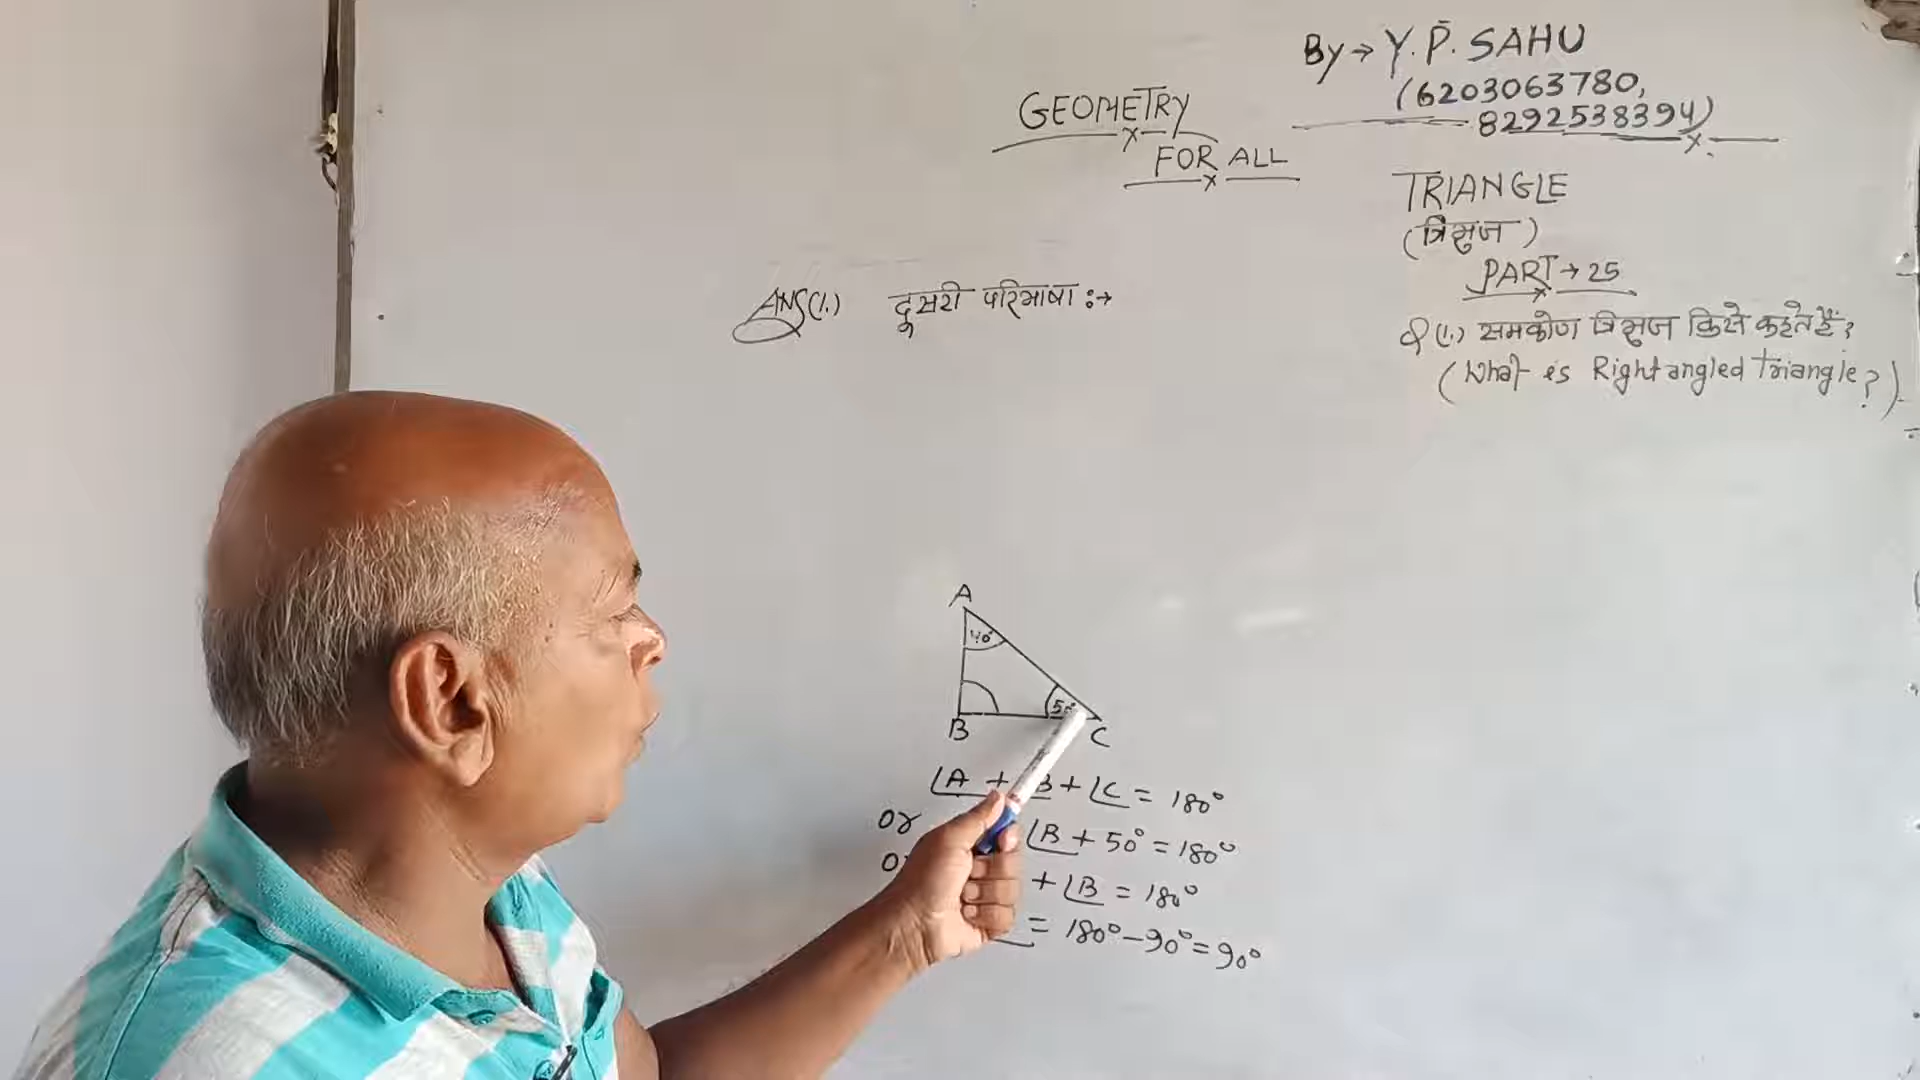 By → Y. P. SAHU
(6203063780,
8292538394)
GEOMETRY
FOR ALL
TRIANGLE
(त्रिभुज)
PART → 25
Q(1.) समकोण त्रिभुज किसे कहते हैं?
(What is Right angled Triangle?)
ANS(1.) दूसरी परिभाषा :→
A
40°
50°
B
C
∠A + B + ∠C = 180°
or ∠B + 50° = 180°
+ ∠B = 180°
= 180° - 90° = 90°